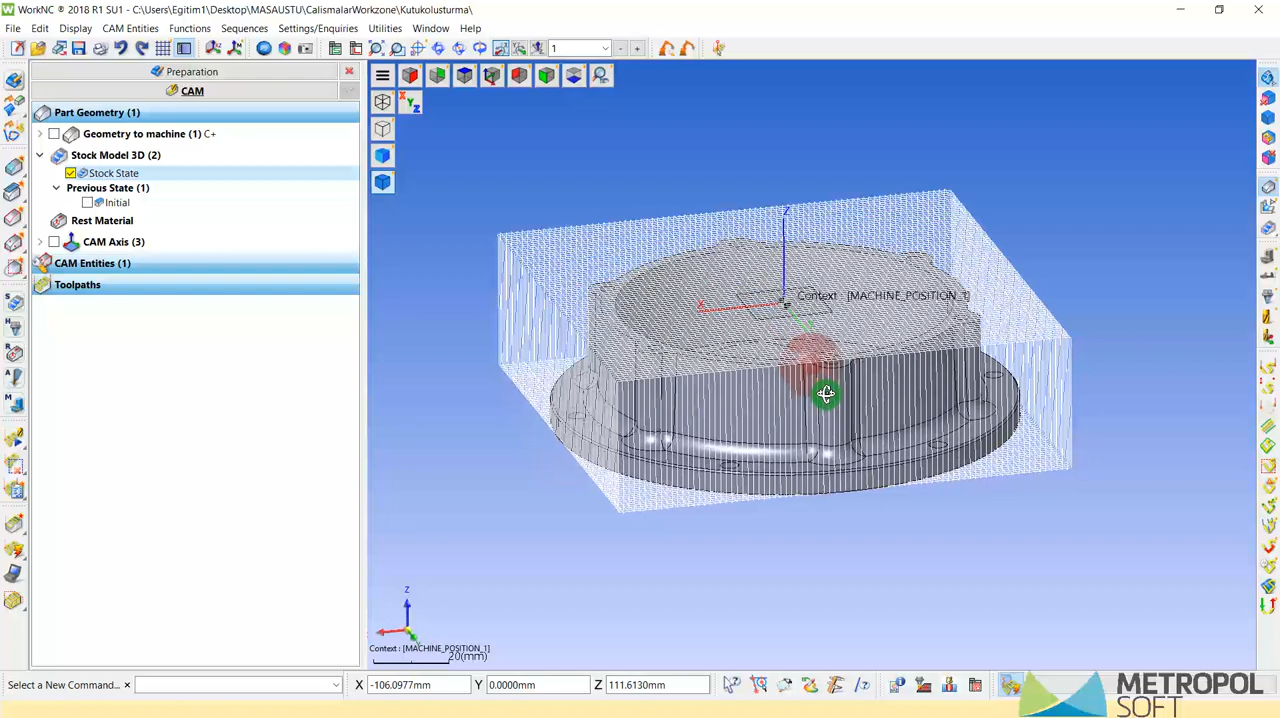 WorkNC ® 2018 R1 SU1> - C:\Users\Egitim1\Desktop\MASAUSTU\CalismalarWorkzone\Kutukolusturma\
File Edit Display CAM Entities Functions Sequences Settings/Enquiries Utilities Window Help
1
Preparation
CAM
Part Geometry (1)
Geometry to machine (1) C+
Stock Model 3D (2)
Stock State
Previous State (1)
Initial
Rest Material
CAM Axis (3)
CAM Entities (1)
Toolpaths
X Y Z
Z
X
Context : [MACHINE_POSITION_1]
Z
Context : [MACHINE_POSITION_1]
20(mm)
Select a New Command...
X -106.0977mm Y 0.0000mm Z 111.6130mm
METROPOL
SOFT